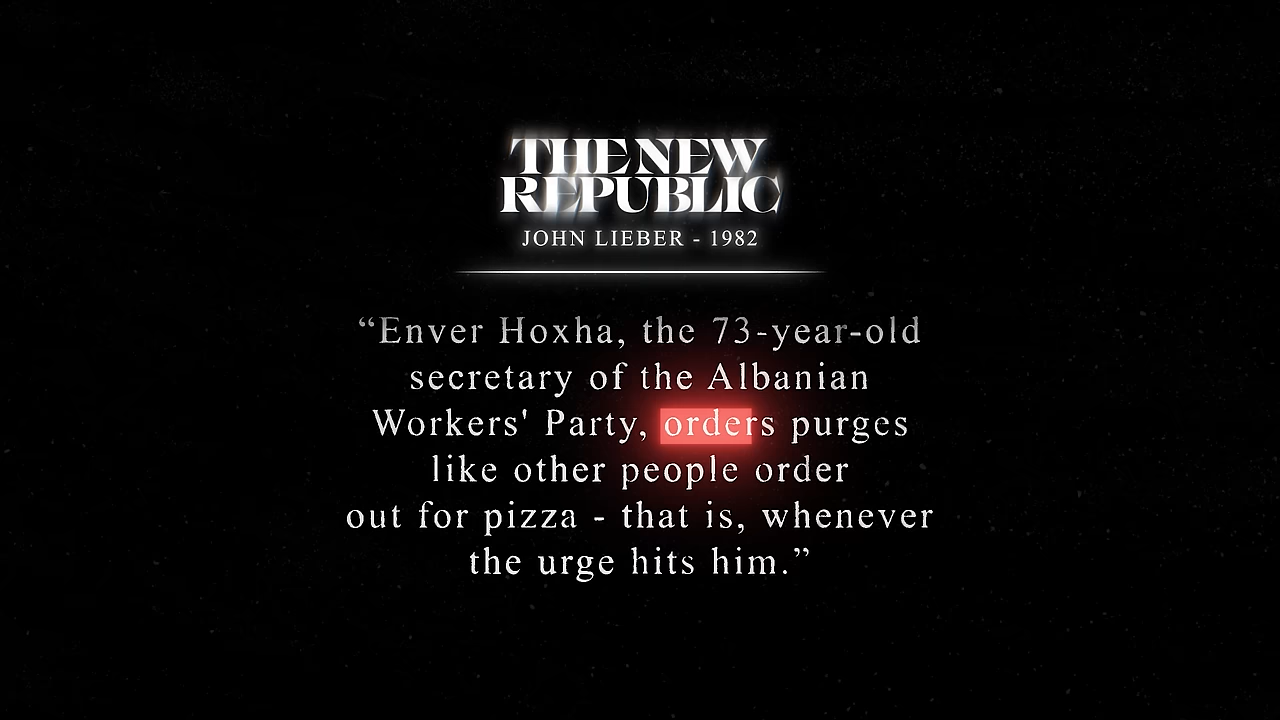 THE NEW
REPUBLIC
JOHN LIEBER - 1982
“Enver Hoxha, the 73-year-old
secretary of the Albanian
Workers' Party, orders purges
like other people order
out for pizza - that is, whenever
the urge hits him.”